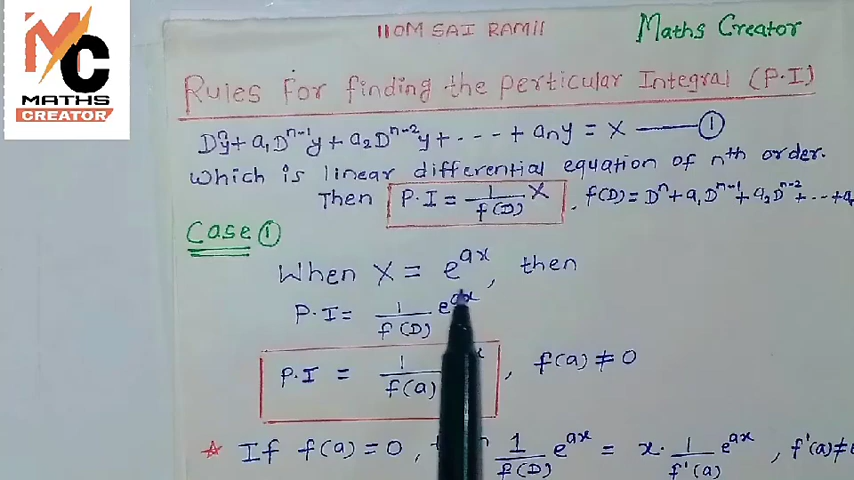 ||OM SAI RAM||
Maths Creator
MC
MATHS
CREATOR
Rules for finding the perticular Integral (P.I)
Dⁿy + a₁Dⁿ⁻¹y + a₂Dⁿ⁻²y + ---- + aₙy = X —— ①
which is linear differential equation of nth order.
Then P.I = 1/f(D) X , f(D) = Dⁿ + a₁Dⁿ⁻¹ + a₂Dⁿ⁻² + -- + a
Case ①
When X = e^ax , then
P.I = 1/f(D) e^ax
P.I = 1/f(a) , f(a) ≠ 0
☆ If f(a) = 0 , 1/f(D) e^ax = x · 1/f'(a) e^ax , f'(a) ≠